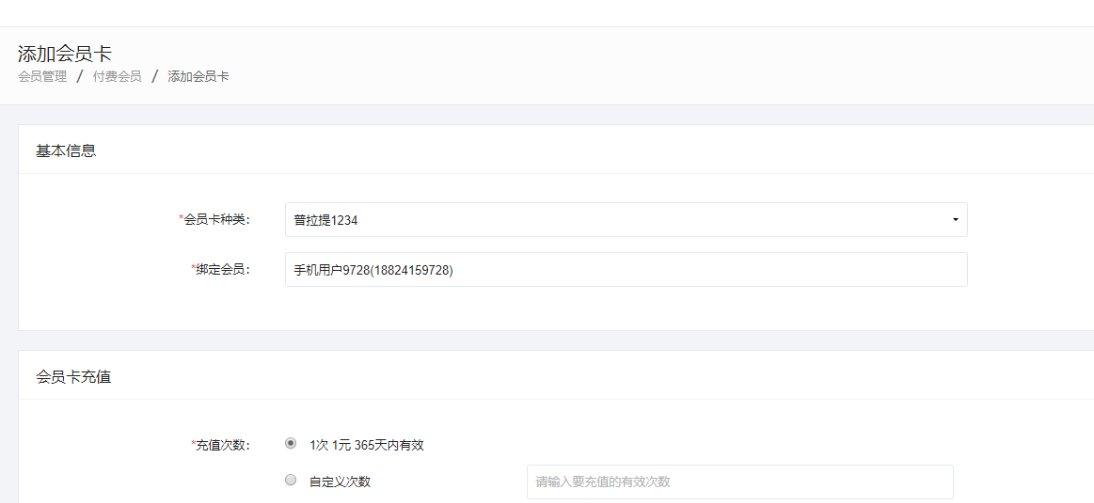 添加会员卡
会员管理 / 付费会员 / 添加会员卡
基本信息
*会员卡种类: 普拉提1234
*绑定会员: 手机用户9728(18824159728)
会员卡充值
*充值次数: 1次 1元 365天内有效
自定义次数 请输入要充值的有效次数